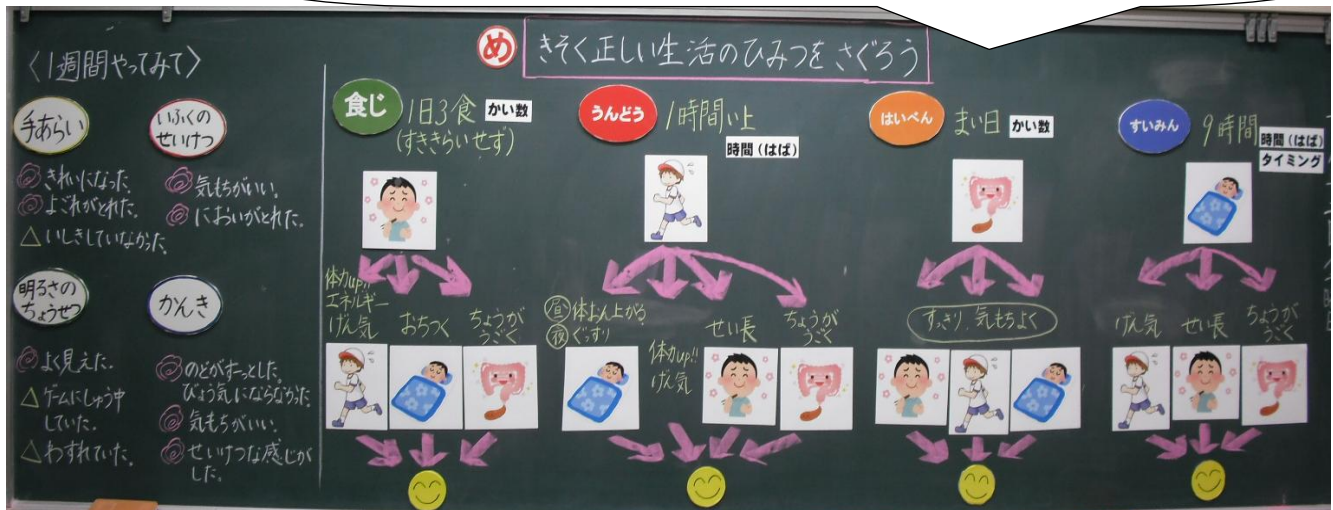 め きそく正しい生活のひみつをさぐろう
〈1週間やってみて〉
手あらい
◎きれいになった。
◎よごれがとれた。
△いしきしていなかった。
いふくの
せいけつ
◎気もちがいい。
◎においがとれた。
明るさの
ちょうせつ
◎よく見えた。
△ゲームにしゅう中
していた。
△わすれていた。
かんき
◎のどがすーっとした。
びょう気にならなかった
◎気もちがいい。
◎せいけつな感じが
した。
食じ
1日3食 かい数
(すききらいせず)
体力up!!
エネルギー
げん気
おちつく
ちょうが
うごく
うんどう
1時間い上
時間(はば)
昼体おん上がる
夜ぐっすり
体力up!!
げん気
せい長
ちょうが
うごく
はいべん
まい日 かい数
すっきり、気もちよく
すいみん
9時間 時間(はば)
タイミング
げん気
せい長
ちょうが
うごく